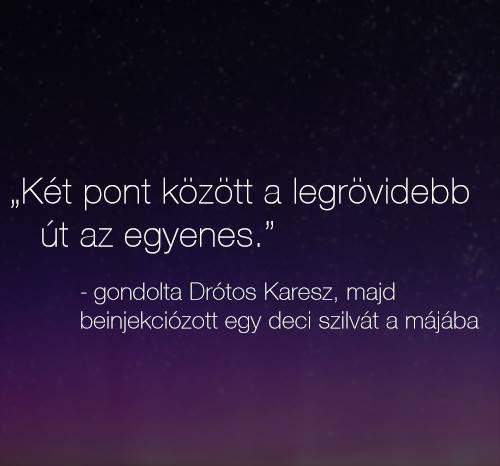 „Két pont között a legrövidebb
út az egyenes.”
- gondolta Drótos Karesz, majd
beinjekciózott egy deci szilvát a májába